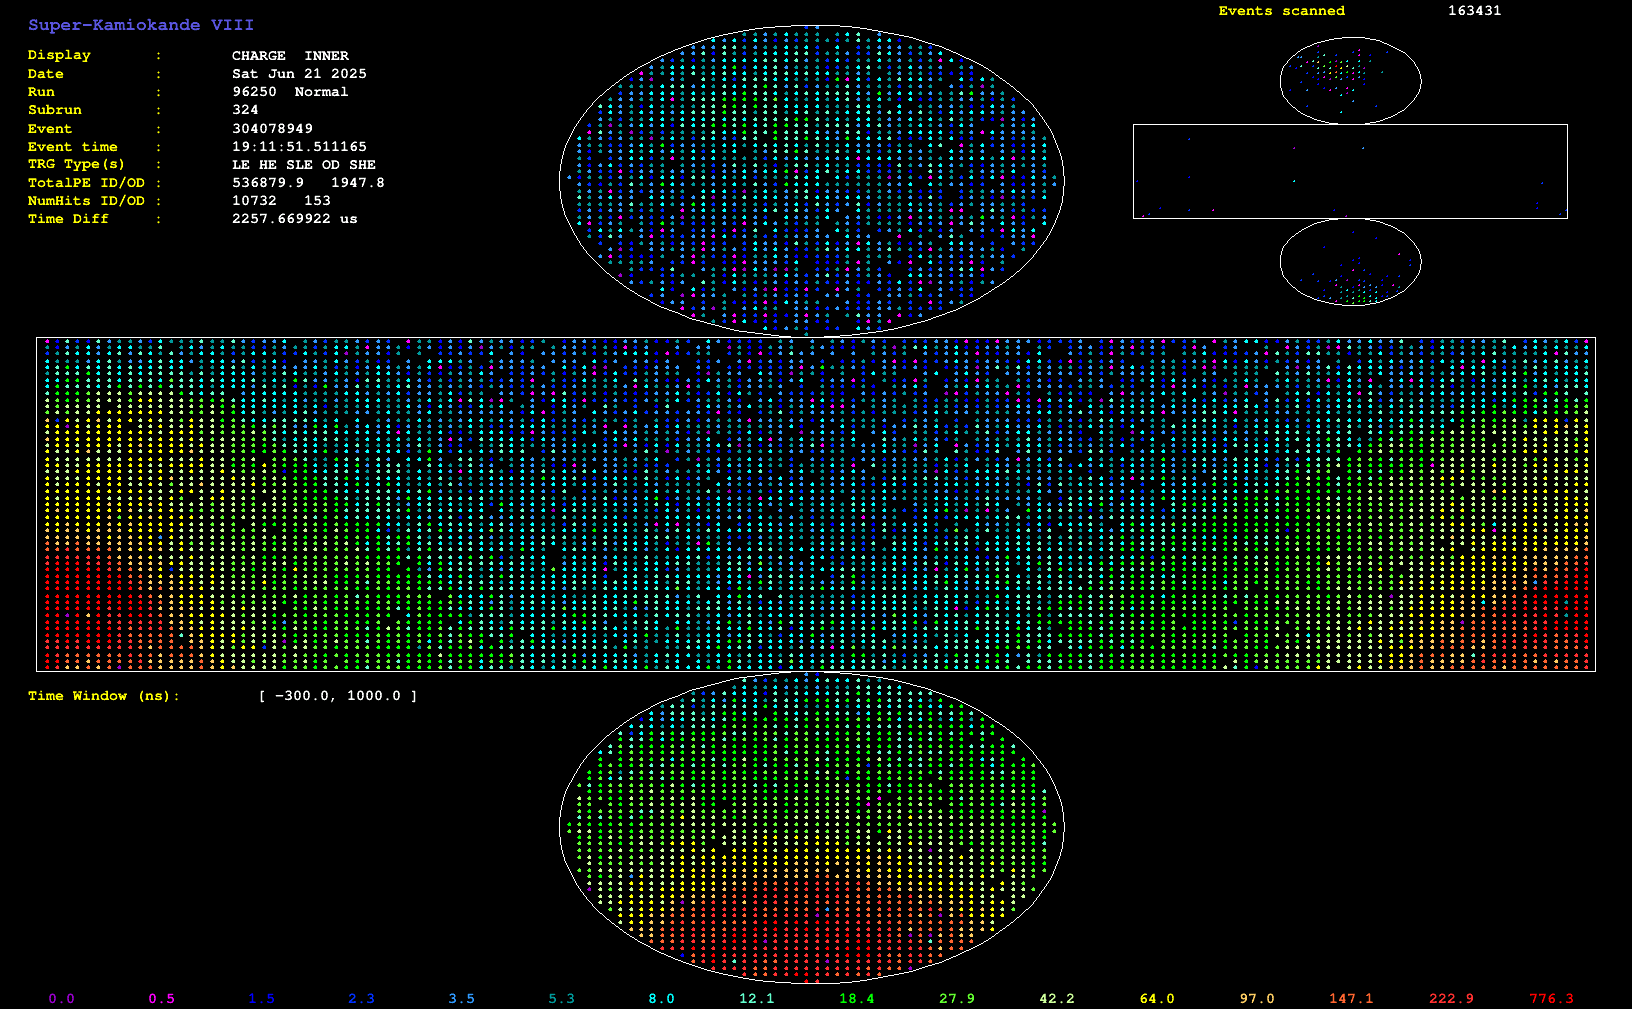 Super-Kamiokande VIII
Events scanned 163431
Display : CHARGE INNER
Date : Sat Jun 21 2025
Run : 96250 Normal
Subrun : 324
Event : 304078949
Event time : 19:11:51.511165
TRG Type(s) : LE HE SLE OD SHE
TotalPE ID/OD : 536879.9 1947.8
NumHits ID/OD : 10732 153
Time Diff : 2257.669922 us
Time Window (ns): [ -300.0, 1000.0 ]
0.0 0.5 1.5 2.3 3.5 5.3 8.0 12.1 18.4 27.9 42.2 64.0 97.0 147.1 222.9 776.3